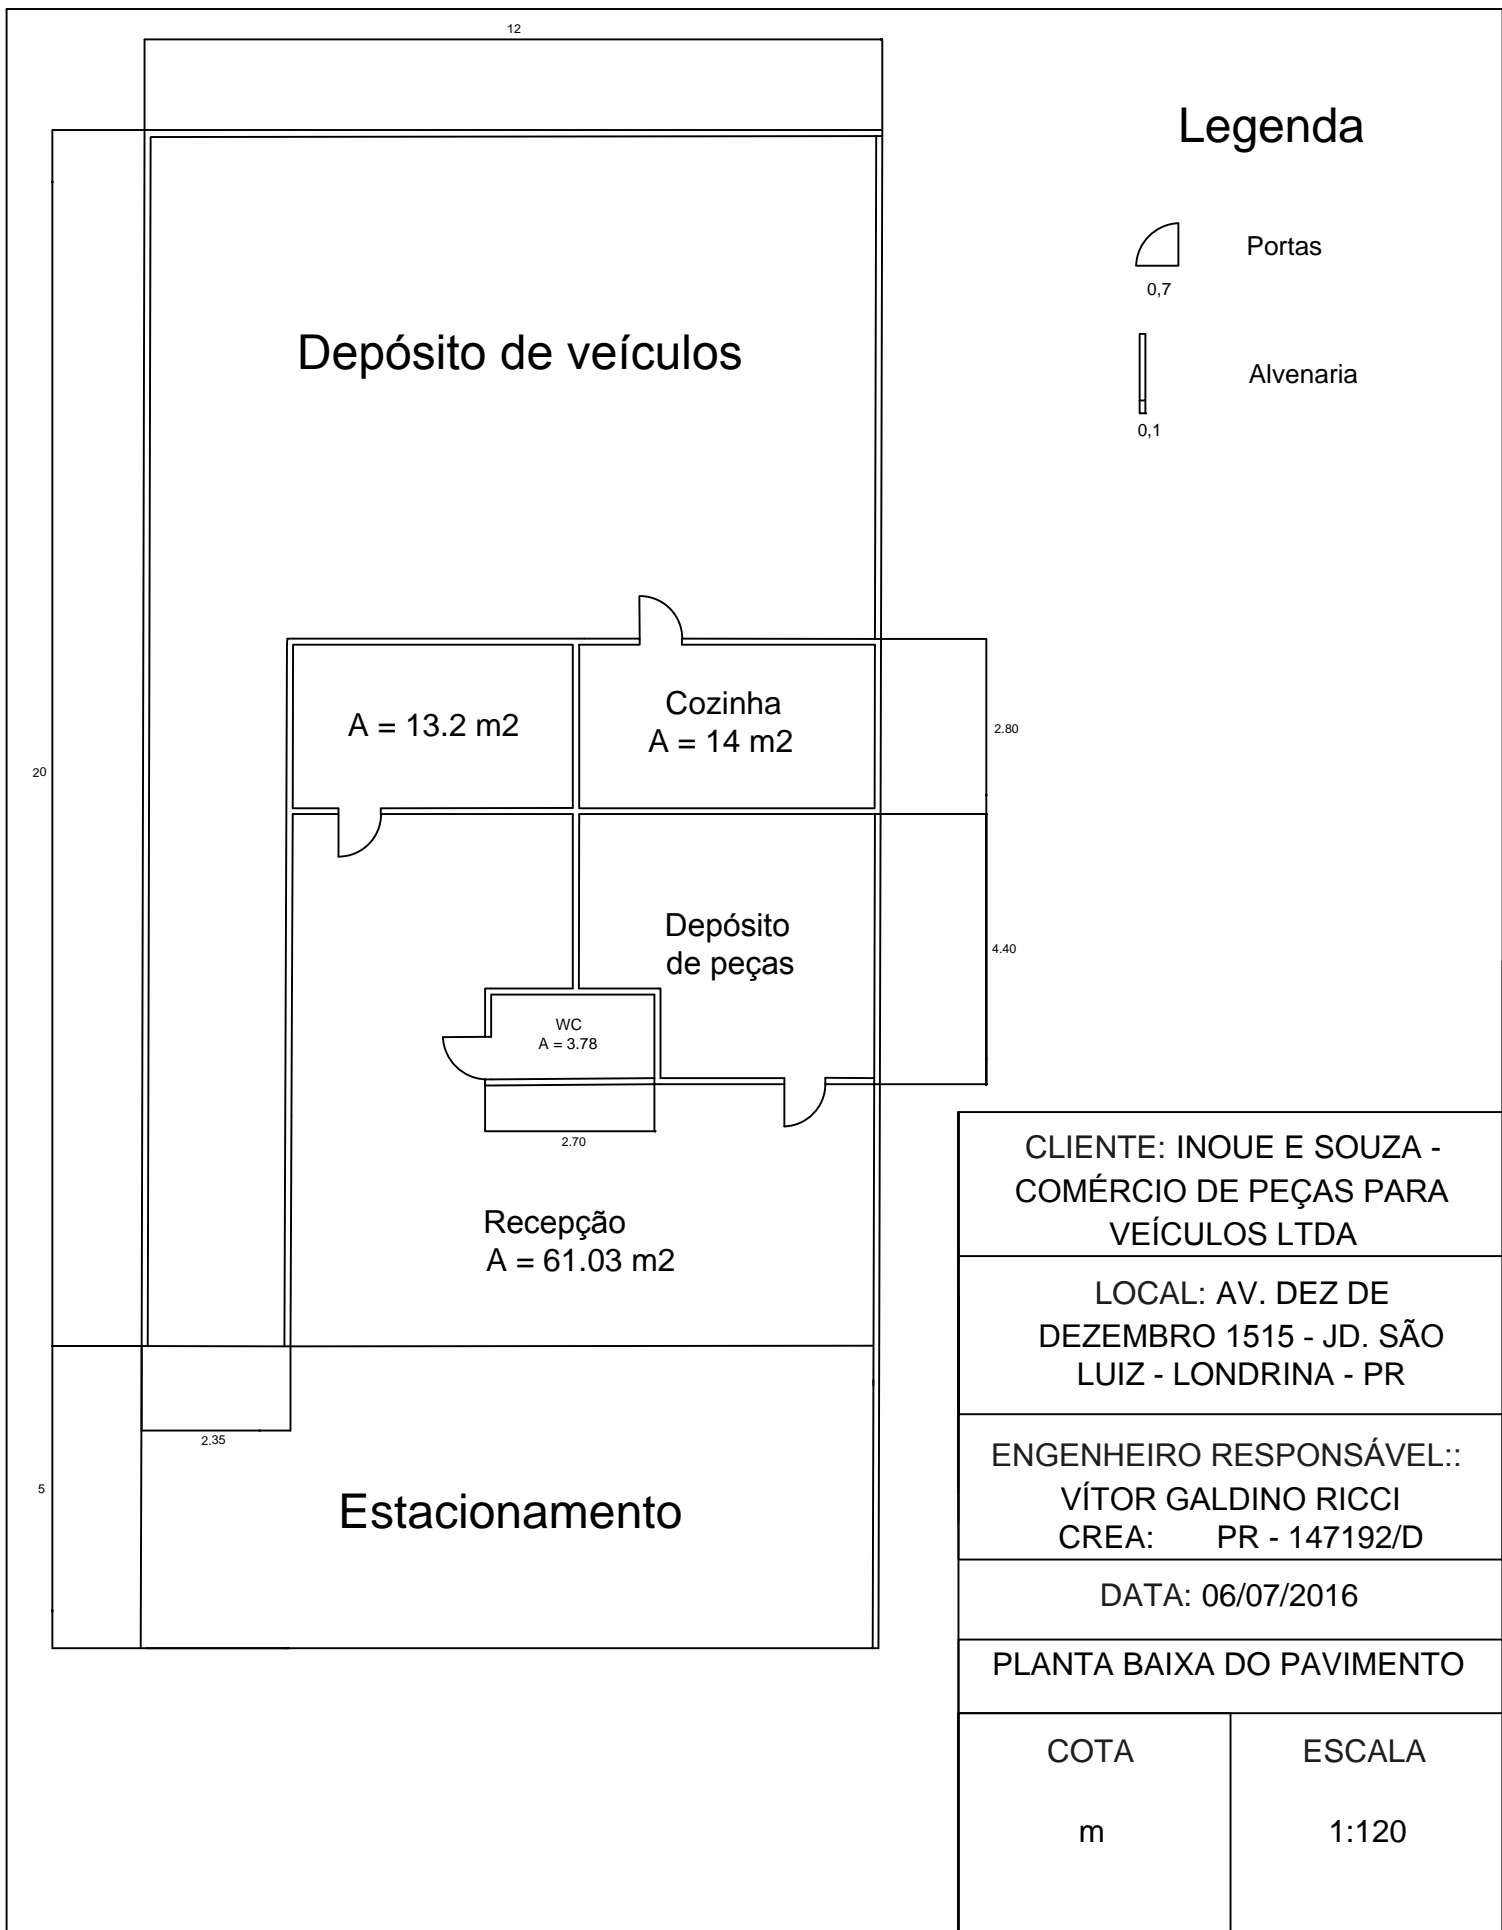 12
Legenda
Portas
0,7
Depósito de veículos
Alvenaria
0,1
Cozinha
A = 14 m2
A = 13.2 m2
2.80
20
Depósito
de peças
4.40
WC
A = 3.78
2.70
Recepção
A = 61.03 m2
2.35
5
Estacionamento
CLIENTE: INOUE E SOUZA -
COMÉRCIO DE PEÇAS PARA
VEÍCULOS LTDA
LOCAL: AV. DEZ DE
DEZEMBRO 1515 - JD. SÃO
LUIZ - LONDRINA - PR
ENGENHEIRO RESPONSÁVEL::
VÍTOR GALDINO RICCI
CREA: PR - 147192/D
DATA: 06/07/2016
PLANTA BAIXA DO PAVIMENTO
COTA
m
ESCALA
1:120